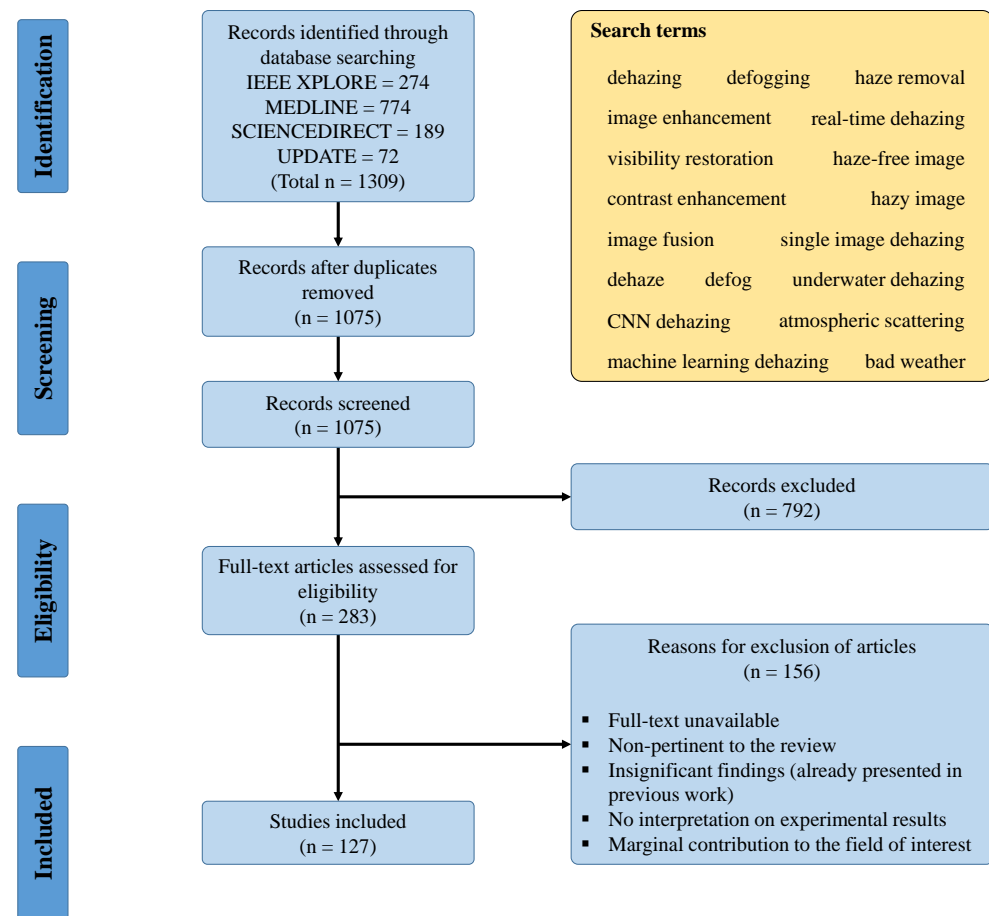 Identification
Records identified through
database searching
IEEE XPLORE = 274
MEDLINE = 774
SCIENCEDIRECT = 189
UPDATE = 72
(Total n = 1309)
Search terms
dehazing defogging haze removal
image enhancement real-time dehazing
visibility restoration haze-free image
contrast enhancement hazy image
image fusion single image dehazing
dehaze defog underwater dehazing
CNN dehazing atmospheric scattering
machine learning dehazing bad weather
Screening
Records after duplicates
removed
(n = 1075)
Records screened
(n = 1075)
Records excluded
(n = 792)
Eligibility
Full-text articles assessed for
eligibility
(n = 283)
Reasons for exclusion of articles
(n = 156)
▪ Full-text unavailable
▪ Non-pertinent to the review
▪ Insignificant findings (already presented in
previous work)
▪ No interpretation on experimental results
▪ Marginal contribution to the field of interest
Included
Studies included
(n = 127)